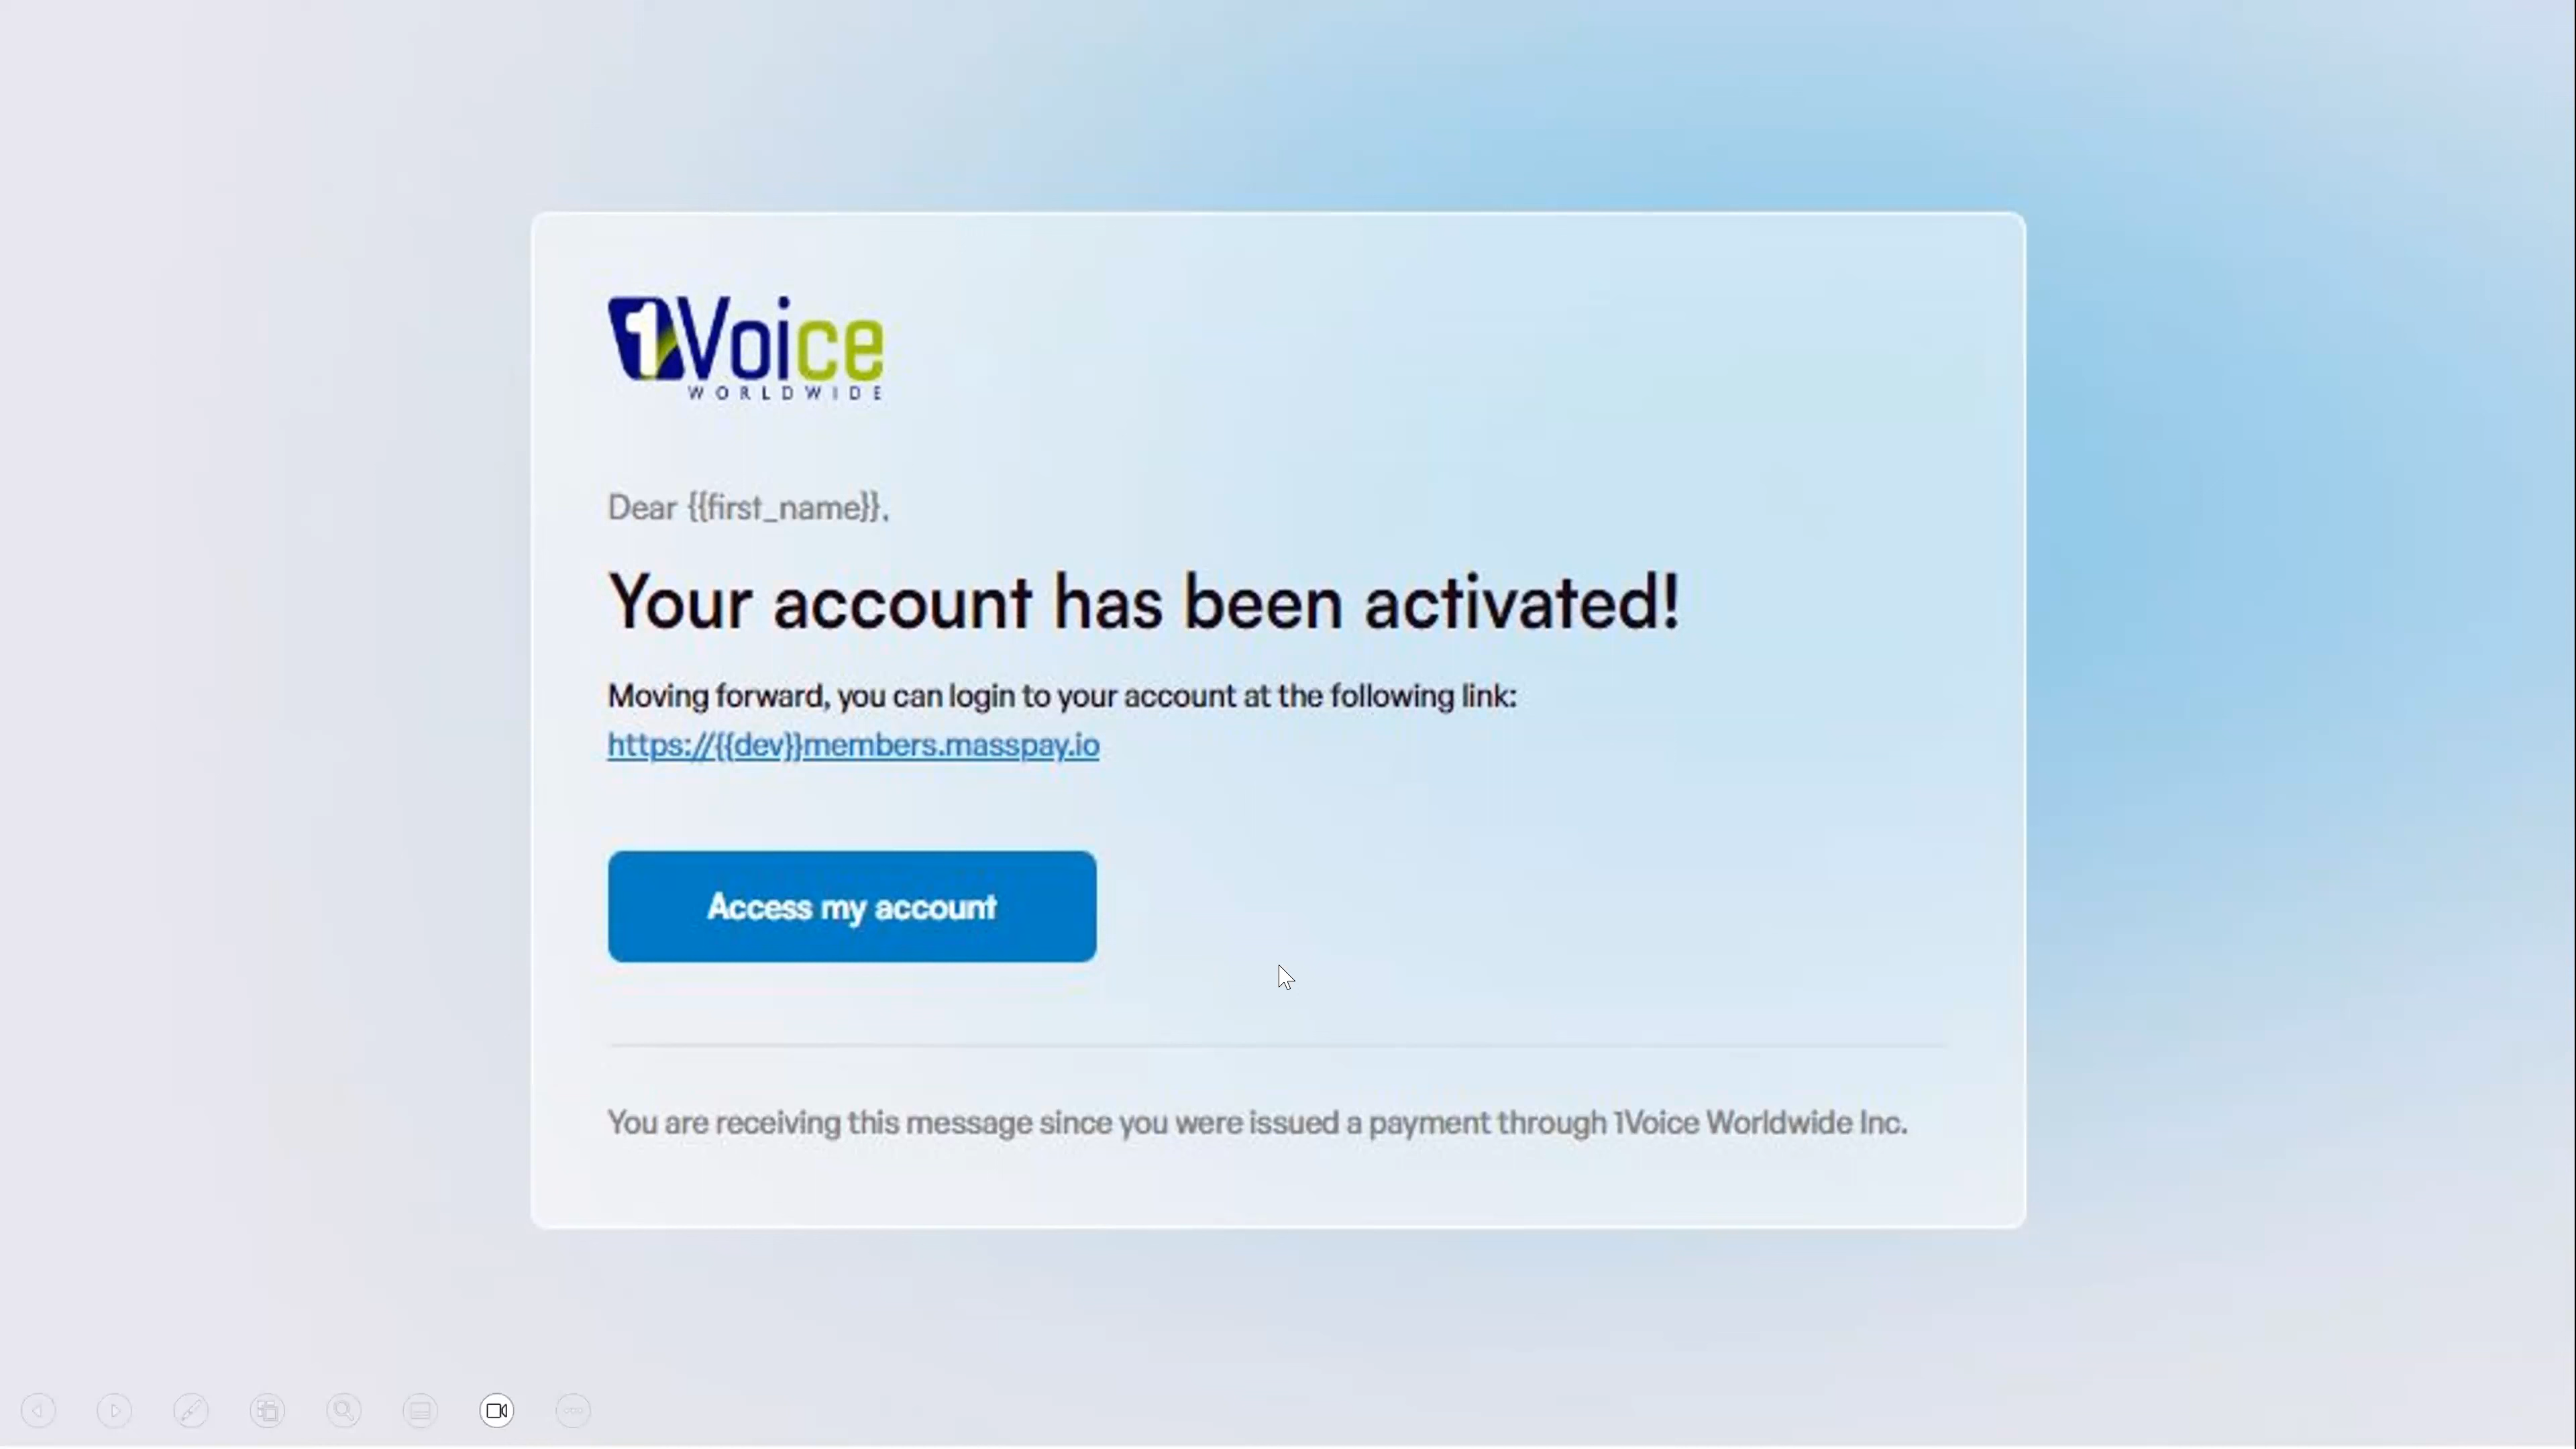 1Voice
WORLDWIDE
Dear {{first_name}},
Your account has been activated!
Moving forward, you can login to your account at the following link:
https://{{dev}}members.masspay.io
Access my account
You are receiving this message since you were issued a payment through 1Voice Worldwide Inc.